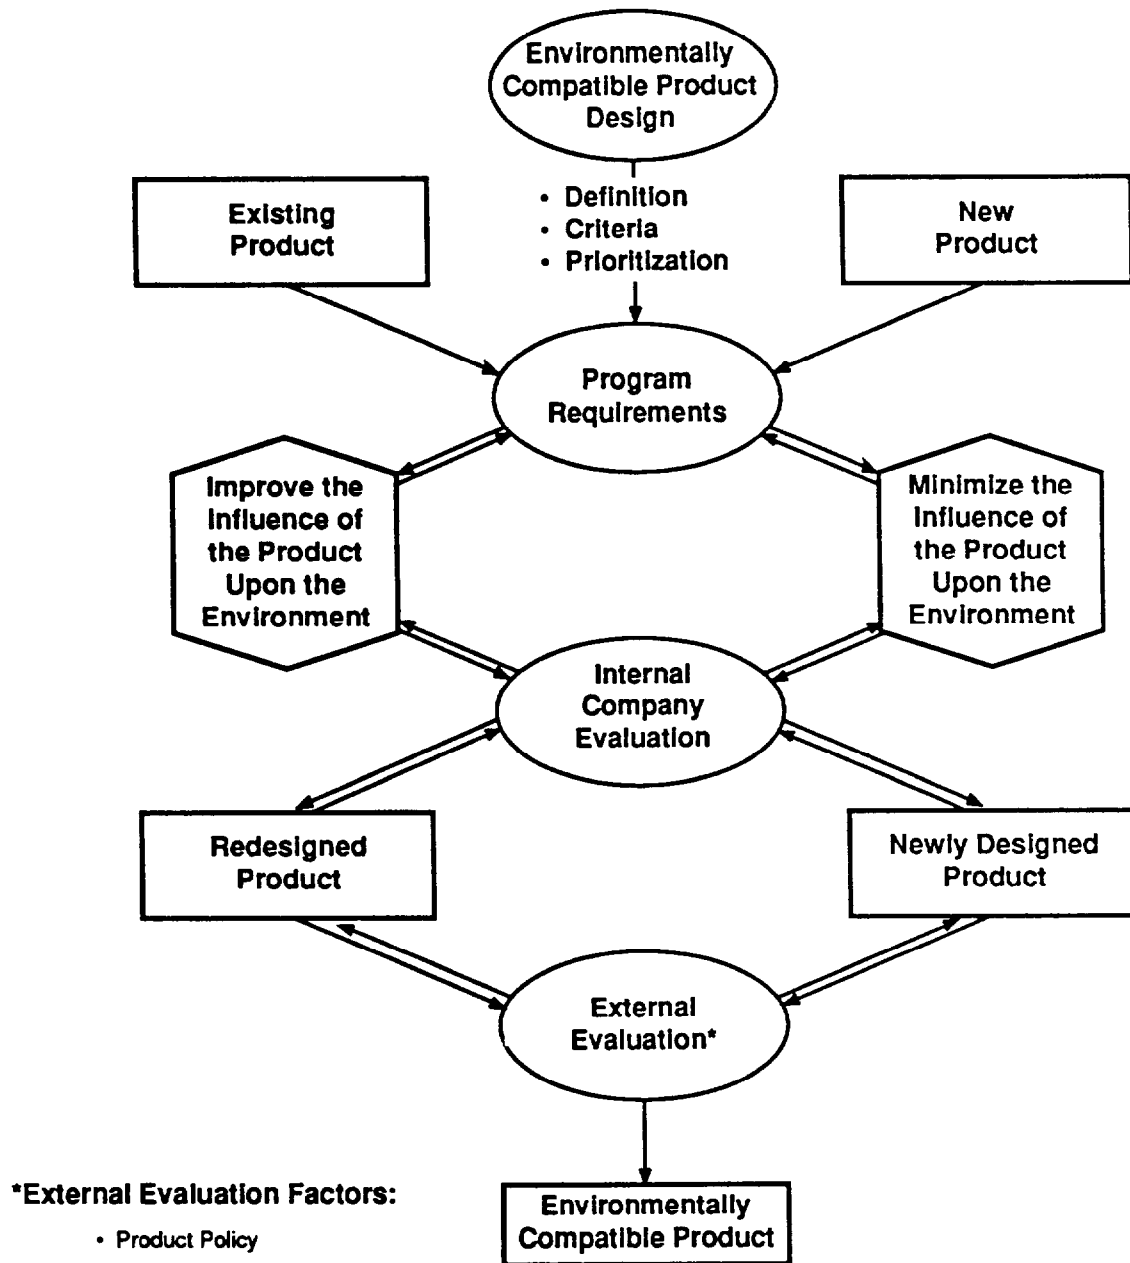 Environmentally
Compatible Product
Design
• Definition
• Criteria
• Prioritization
Existing
Product
New
Product
Program
Requirements
Improve the
Influence of
the Product
Upon the
Environment
Minimize the
Influence of
the Product
Upon the
Environment
Internal
Company
Evaluation
Redesigned
Product
Newly Designed
Product
External
Evaluation*
*External Evaluation Factors:
• Product Policy
Environmentally
Compatible Product